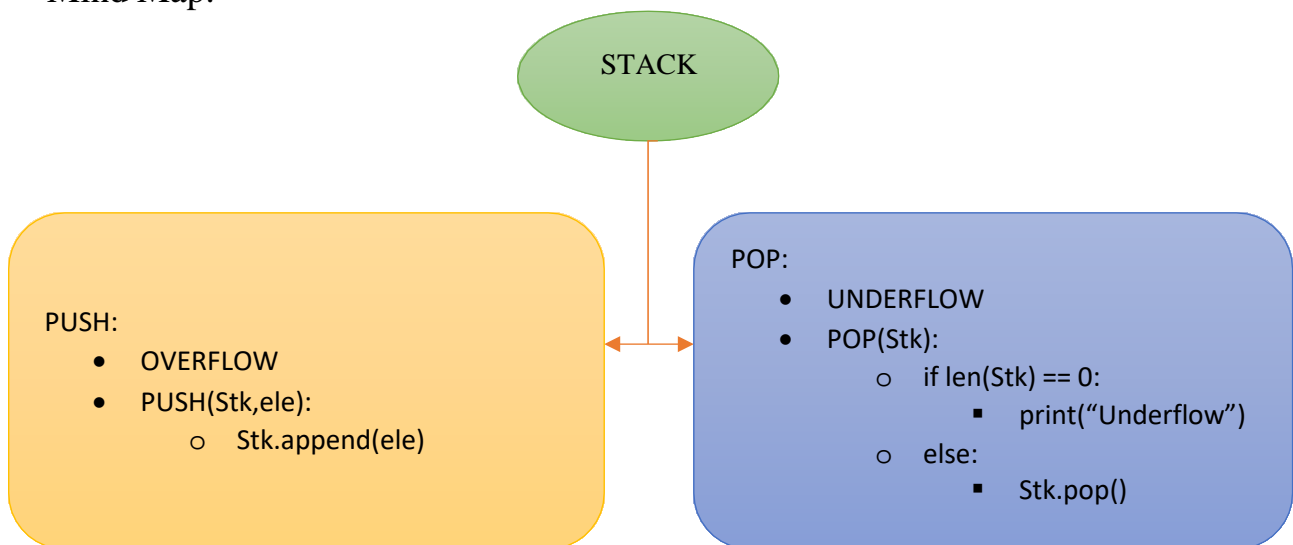 Mind Map:
STACK
PUSH:
• OVERFLOW
• PUSH(Stk,ele):
o Stk.append(ele)
POP:
• UNDERFLOW
• POP(Stk):
o if len(Stk) == 0:
▪ print(“Underflow”)
o else:
▪ Stk.pop()